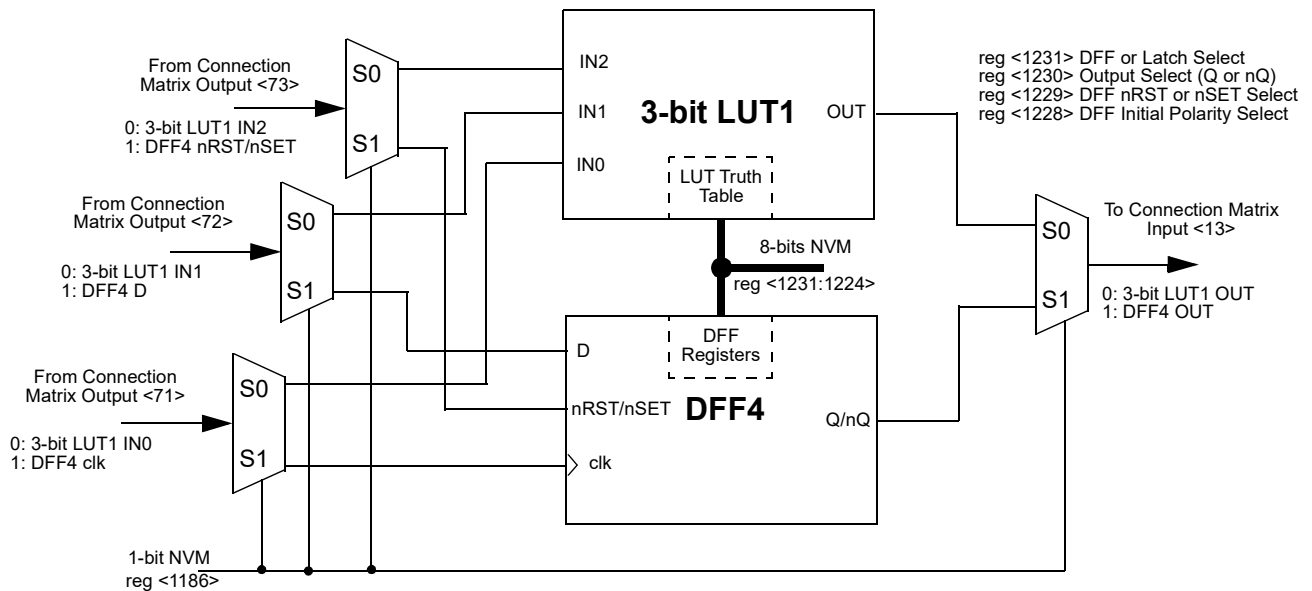 From Connection
Matrix Output <73>
0: 3-bit LUT1 IN2
1: DFF4 nRST/nSET
S0
S1
From Connection
Matrix Output <72>
0: 3-bit LUT1 IN1
1: DFF4 D
S0
S1
From Connection
Matrix Output <71>
0: 3-bit LUT1 IN0
1: DFF4 clk
S0
S1
1-bit NVM
reg <1186>
IN2
IN1
IN0
3-bit LUT1
OUT
LUT Truth
Table
8-bits NVM
reg <1231:1224>
DFF
Registers
D
nRST/nSET
DFF4
Q/nQ
clk
reg <1231> DFF or Latch Select
reg <1230> Output Select (Q or nQ)
reg <1229> DFF nRST or nSET Select
reg <1228> DFF Initial Polarity Select
S0
S1
To Connection Matrix
Input <13>
0: 3-bit LUT1 OUT
1: DFF4 OUT